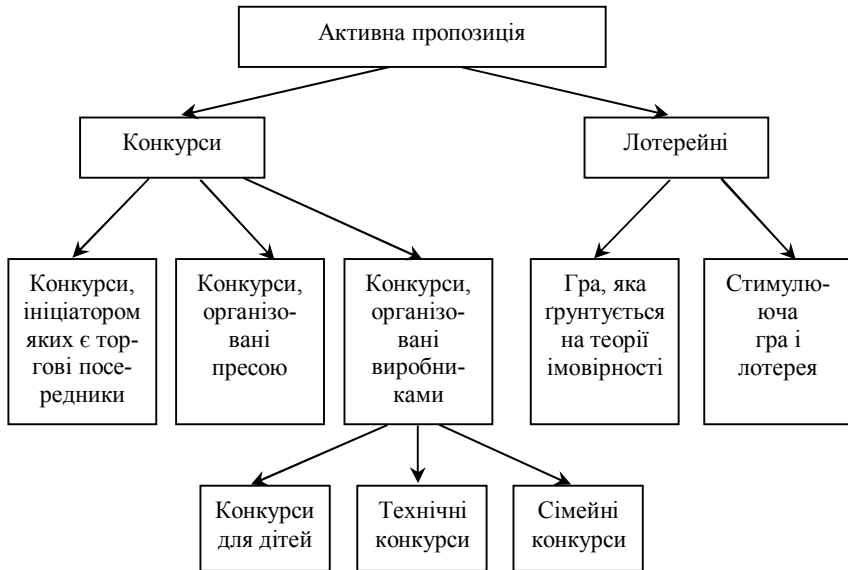 Активна пропозиція
Конкурси
Лотерейні
Конкурси,
ініціатором
яких є тор-
гові посе-
редники
Конкурси,
організо-
вані
пресою
Конкурси,
організо-
вані
виробни-
ками
Гра, яка
ґрунтується
на теорії
імовірності
Стимулю-
юча
гра і
лотерея
Конкурси
для дітей
Технічні
конкурси
Сімейні
конкурси